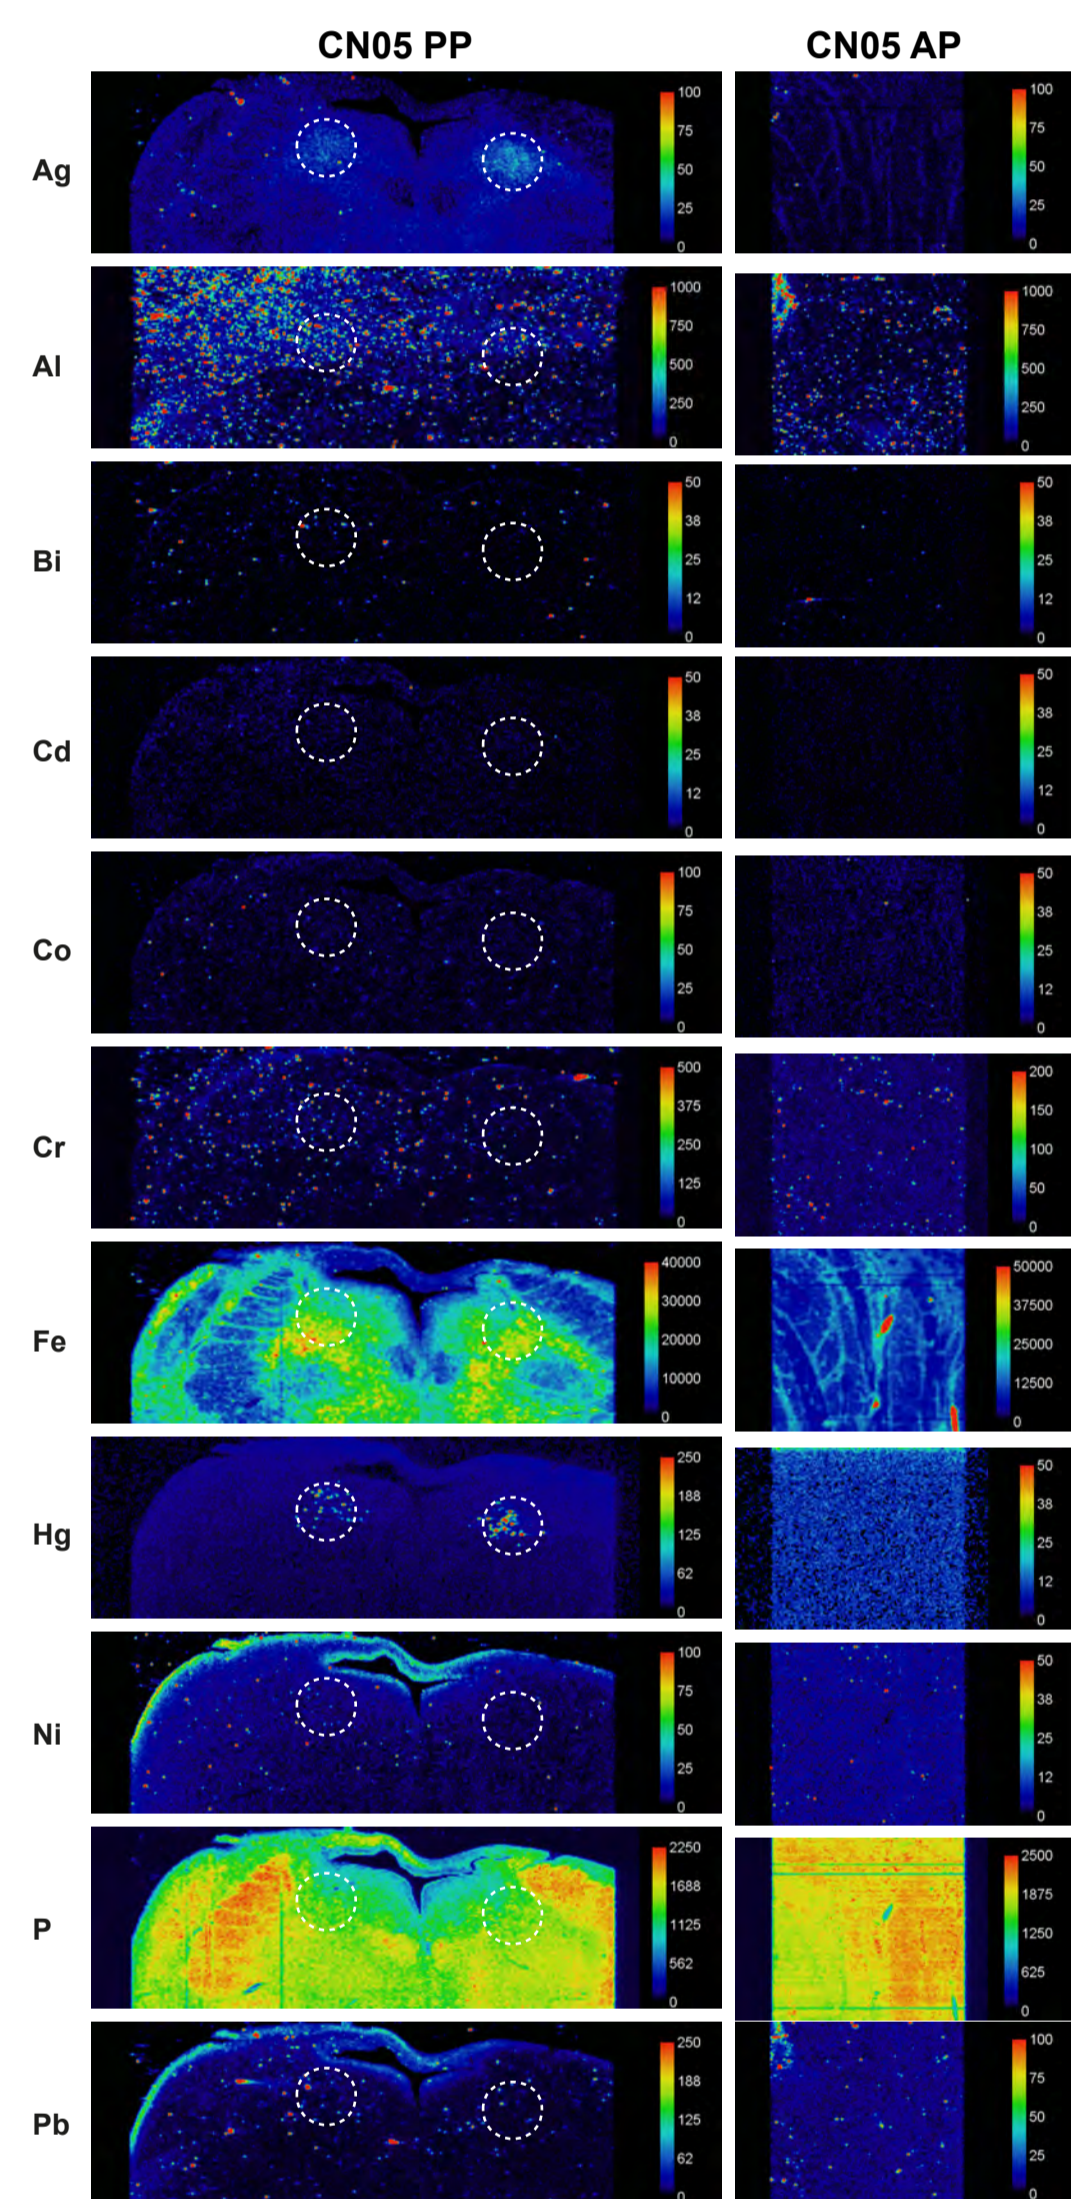 CN05 PP CN05 AP
Ag
100 75 50 25 0
100 75 50 25 0
Al
1000 750 500 250 0
1000 750 500 250 0
Bi
50 38 25 12 0
50 38 25 12 0
Cd
50 38 25 12 0
50 38 25 12 0
Co
100 75 50 25 0
50 38 25 12 0
Cr
500 375 250 125 0
200 150 100 50 0
Fe
40000 30000 20000 10000 0
50000 37500 25000 12500 0
Hg
250 188 125 62 0
50 38 25 12 0
Ni
100 75 50 25 0
50 38 25 12 0
P
2250 1688 1125 562 0
2500 1875 1250 625 0
Pb
250 188 125 62 0
100 75 50 25 0